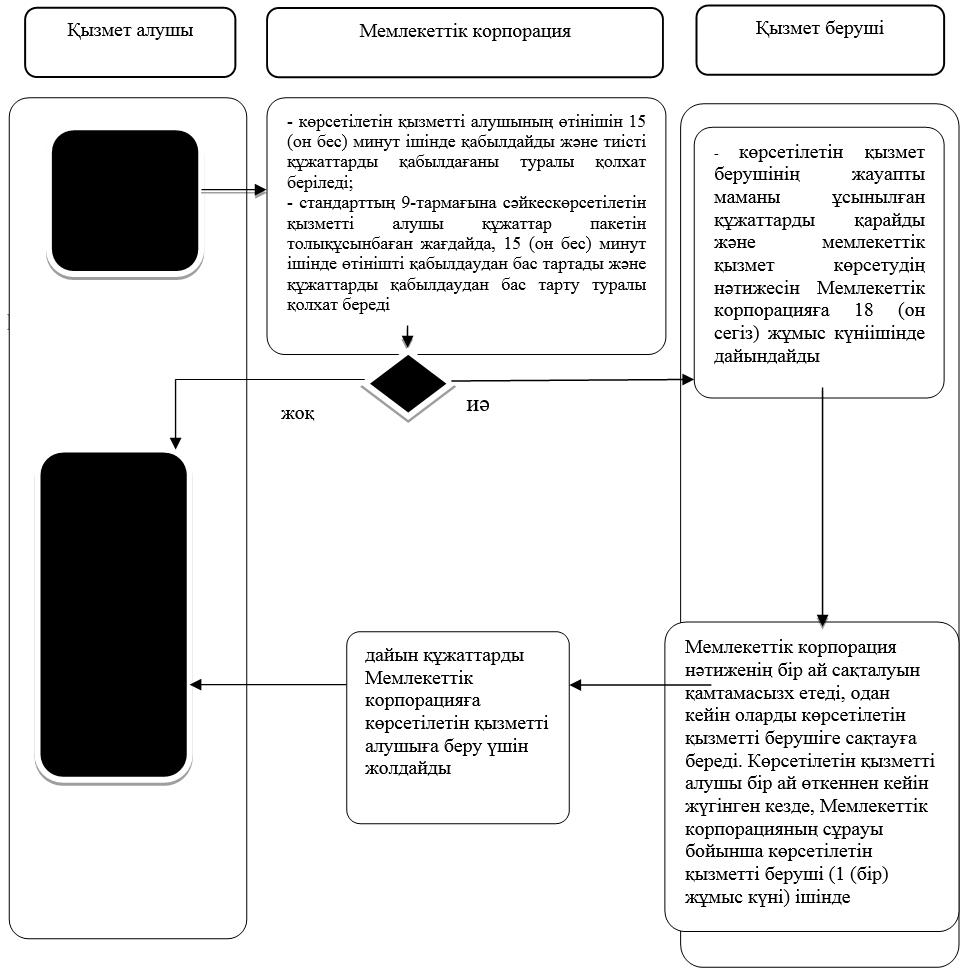 Қызмет алушы
Мемлекеттік корпорация
Қызмет беруші
- көрсетілетін қызметті алушының өтінішін 15
(он бес) минут ішінде қабылдайды және тиісті
құжаттарды қабылдағаны туралы қолхат
беріледі;
- стандарттың 9-тармағына сәйкескөрсетілетін
қызметті алушы құжаттар пакетін
толықұсынбаған жағдайда, 15 (он бес) минут
ішінде өтінішті қабылдаудан бас тартады және
құжаттарды қабылдаудан бас тарту туралы
қолхат береді
- көрсетілетін қызмет
берушінің жауапты
маманы ұсынылған
құжаттарды қарайды
және мемлекеттік
қызмет көрсетудің
нәтижесін Мемлекеттік
корпорацияға 18 (он
сегіз) жұмыс күніішінде
дайындайды
жоқ
иә
дайын құжаттарды
Мемлекеттік
корпорацияға
көрсетілетін қызметті
алушыға беру үшін
жолдайды
Мемлекеттік корпорация
нәтиженің бір ай сақталуын
қамтамасызх етеді, одан
кейін оларды көрсетілетін
қызметті берушіге сақтауға
береді. Көрсетілетін қызметті
алушы бір ай өткеннен кейін
жүгінген кезде, Мемлекеттік
корпорацияның сұрауы
бойынша көрсетілетін
қызметті беруші (1 (бір)
жұмыс күні) ішінде